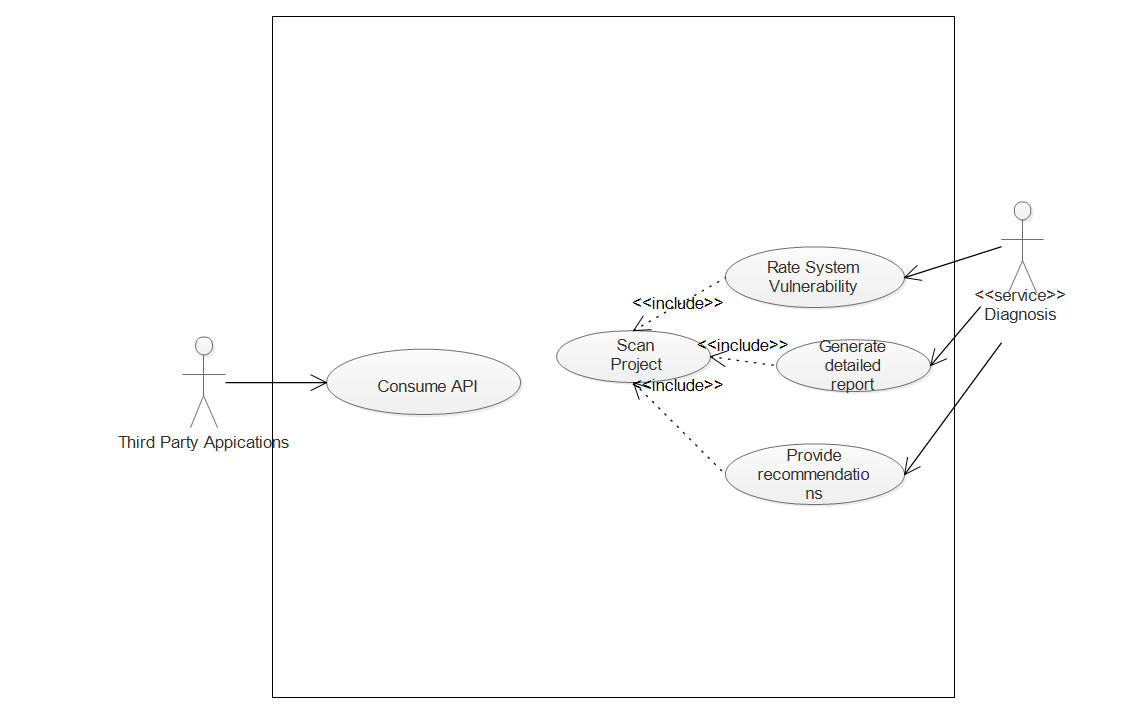 Rate System
Vulnerability
<<service>>
Diagnosis
<<include>>
Scan
Project
<<include>>
Generate
detailed
report
Consume API
<<include>>
Third Party Appications
Provide
recommendatio
ns